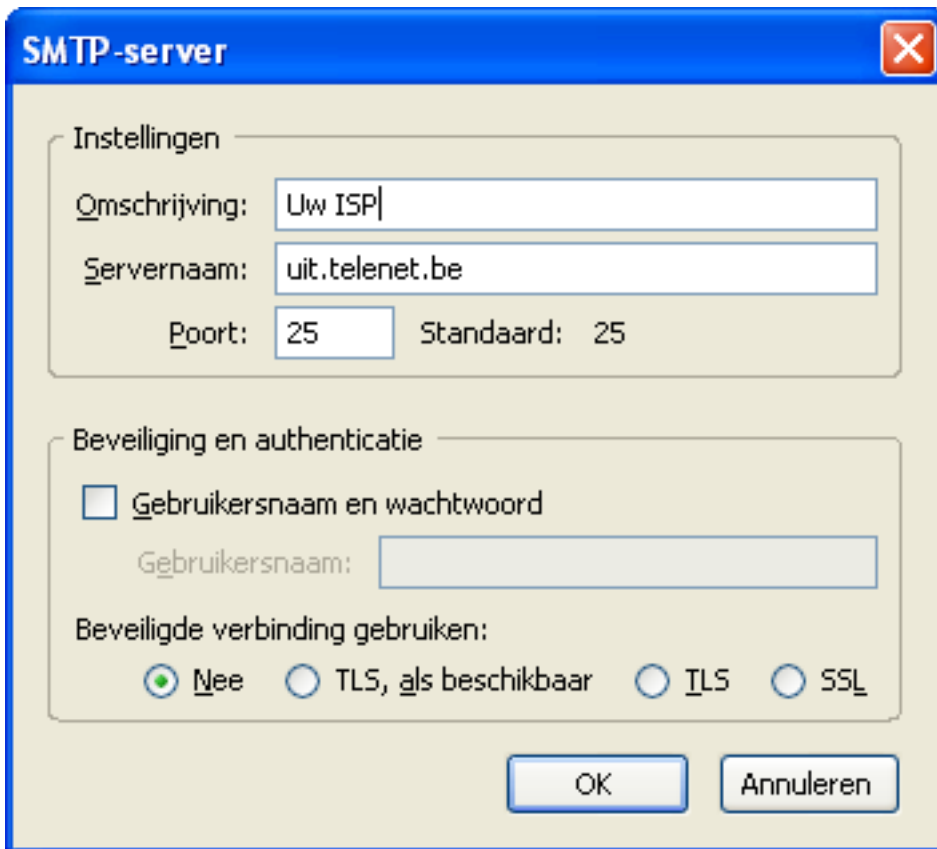 SMTP-server
Instellingen
Omschrijving: Uw ISP
Servernaam: uit.telenet.be
Poort: 25 Standaard: 25
Beveiliging en authenticatie
Gebruikersnaam en wachtwoord
Gebruikersnaam:
Beveiligde verbinding gebruiken:
Nee TLS, als beschikbaar TLS SSL
OK Annuleren